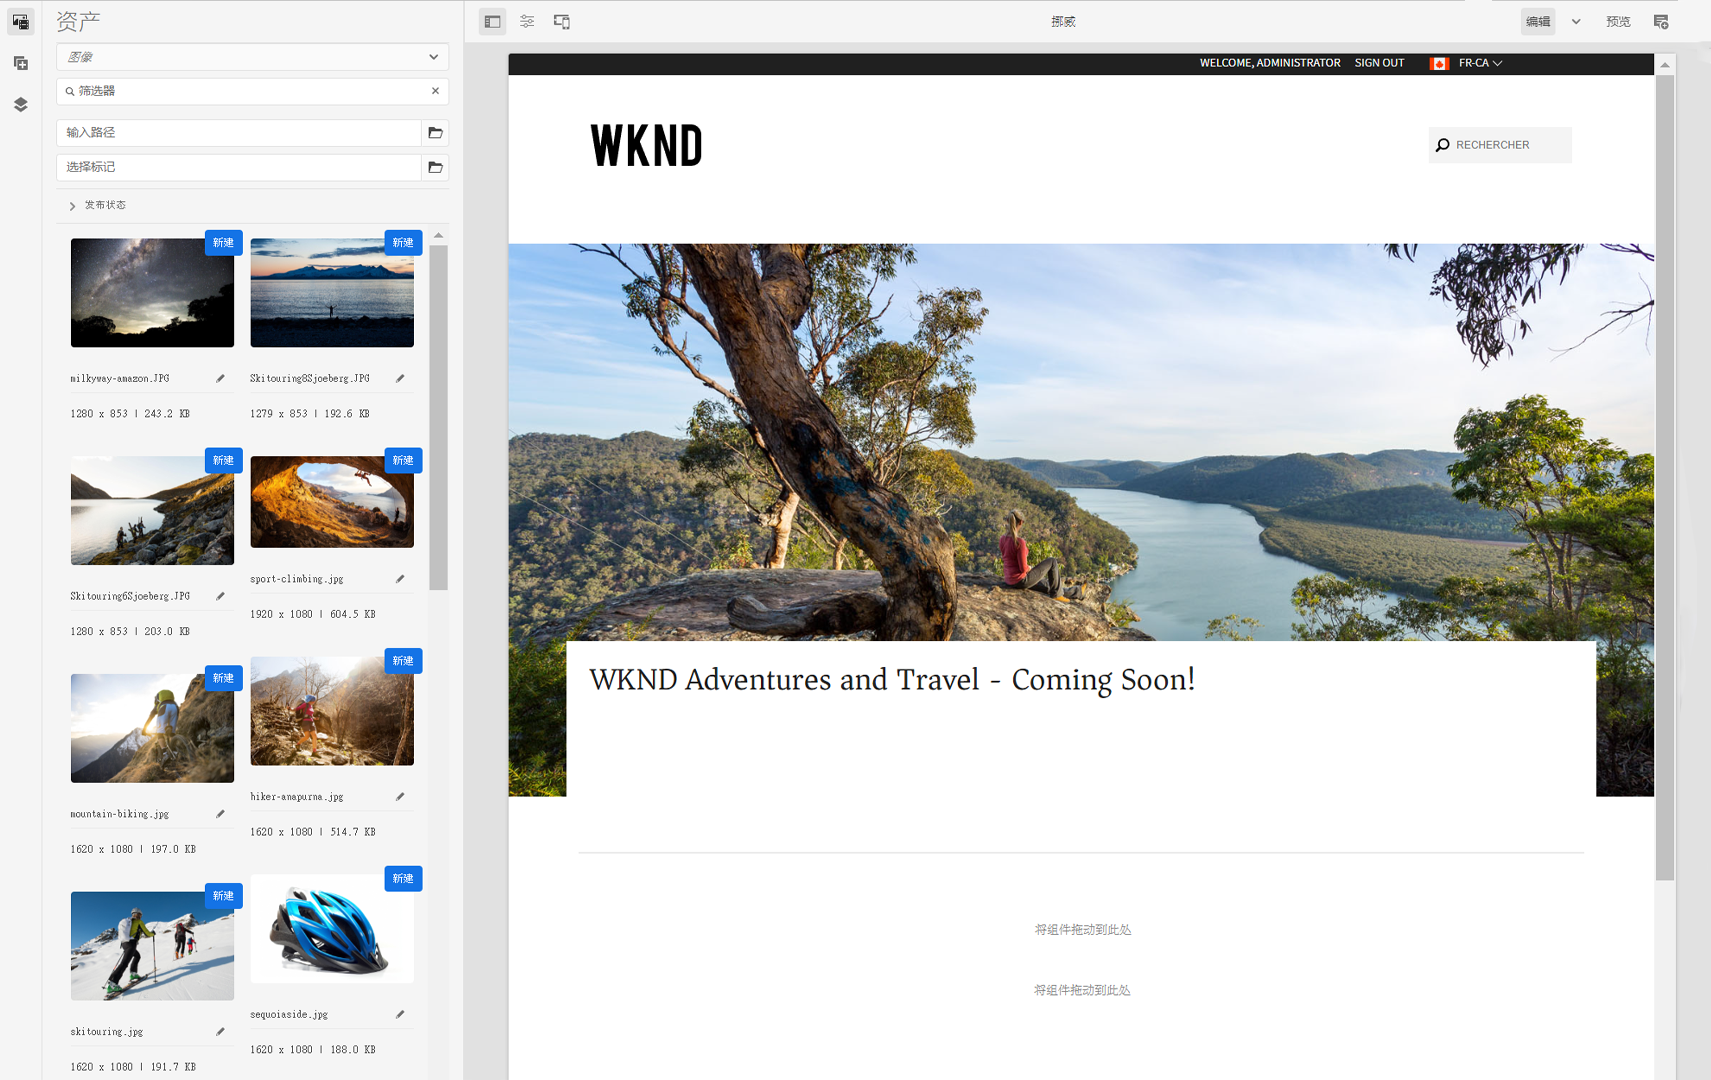 资产
图像
筛选器
输入路径
选择标记
发布状态
新建
新建
milkyway-amazon.JPG
1280 x 853 | 243.2 KB
Skitouring8Sjoeberg.JPG
1279 x 853 | 192.6 KB
新建
新建
Skitouring6Sjoeberg.JPG
1280 x 853 | 203.0 KB
sport-climbing.jpg
1920 x 1080 | 604.5 KB
新建
新建
mountain-biking.jpg
1620 x 1080 | 197.0 KB
hiker-anapurna.jpg
1620 x 1080 | 514.7 KB
新建
新建
skitouring.jpg
1620 x 1080 | 191.7 KB
sequoiaside.jpg
1620 x 1080 | 188.0 KB
挪威
编辑
预览
WELCOME, ADMINISTRATOR
SIGN OUT
FR-CA
WKND
RECHERCHER
WKND Adventures and Travel - Coming Soon!
将组件拖动到此处
将组件拖动到此处